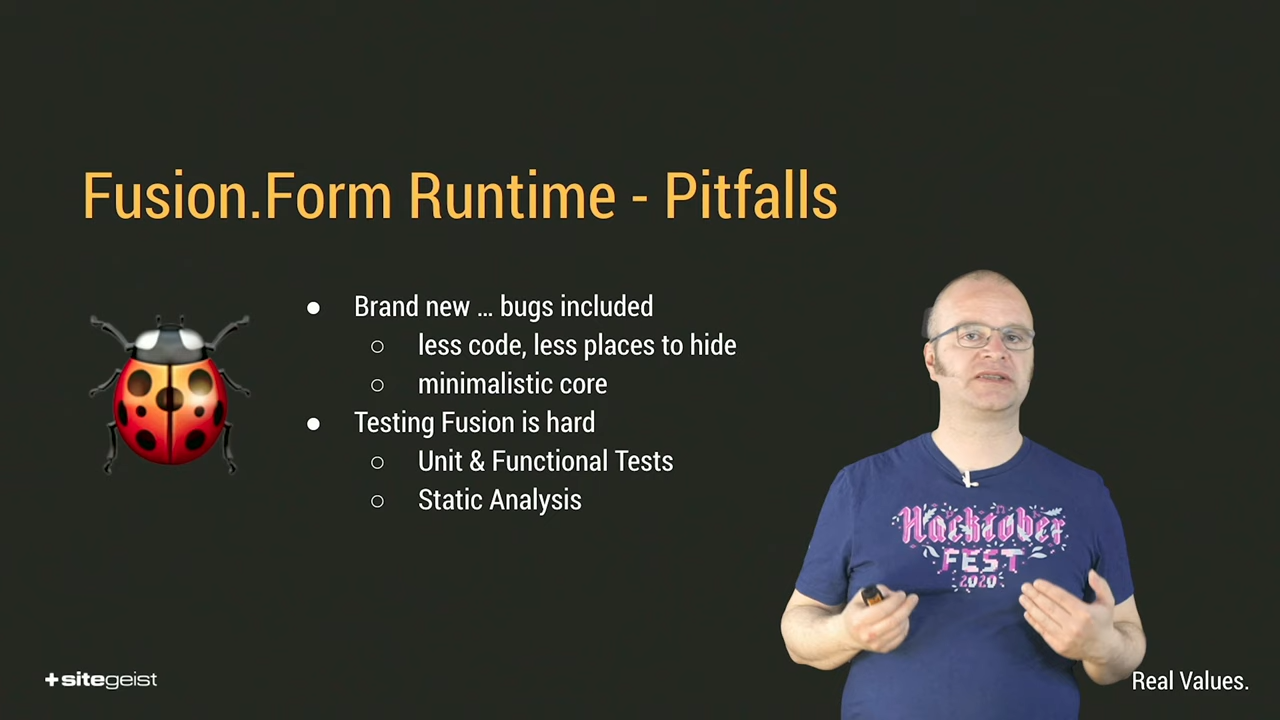 Fusion.Form Runtime - Pitfalls
● Brand new … bugs included
○ less code, less places to hide
○ minimalistic core
● Testing Fusion is hard
○ Unit & Functional Tests
○ Static Analysis
Hacktober
FEST
2020
+sitegeist
Real Values.